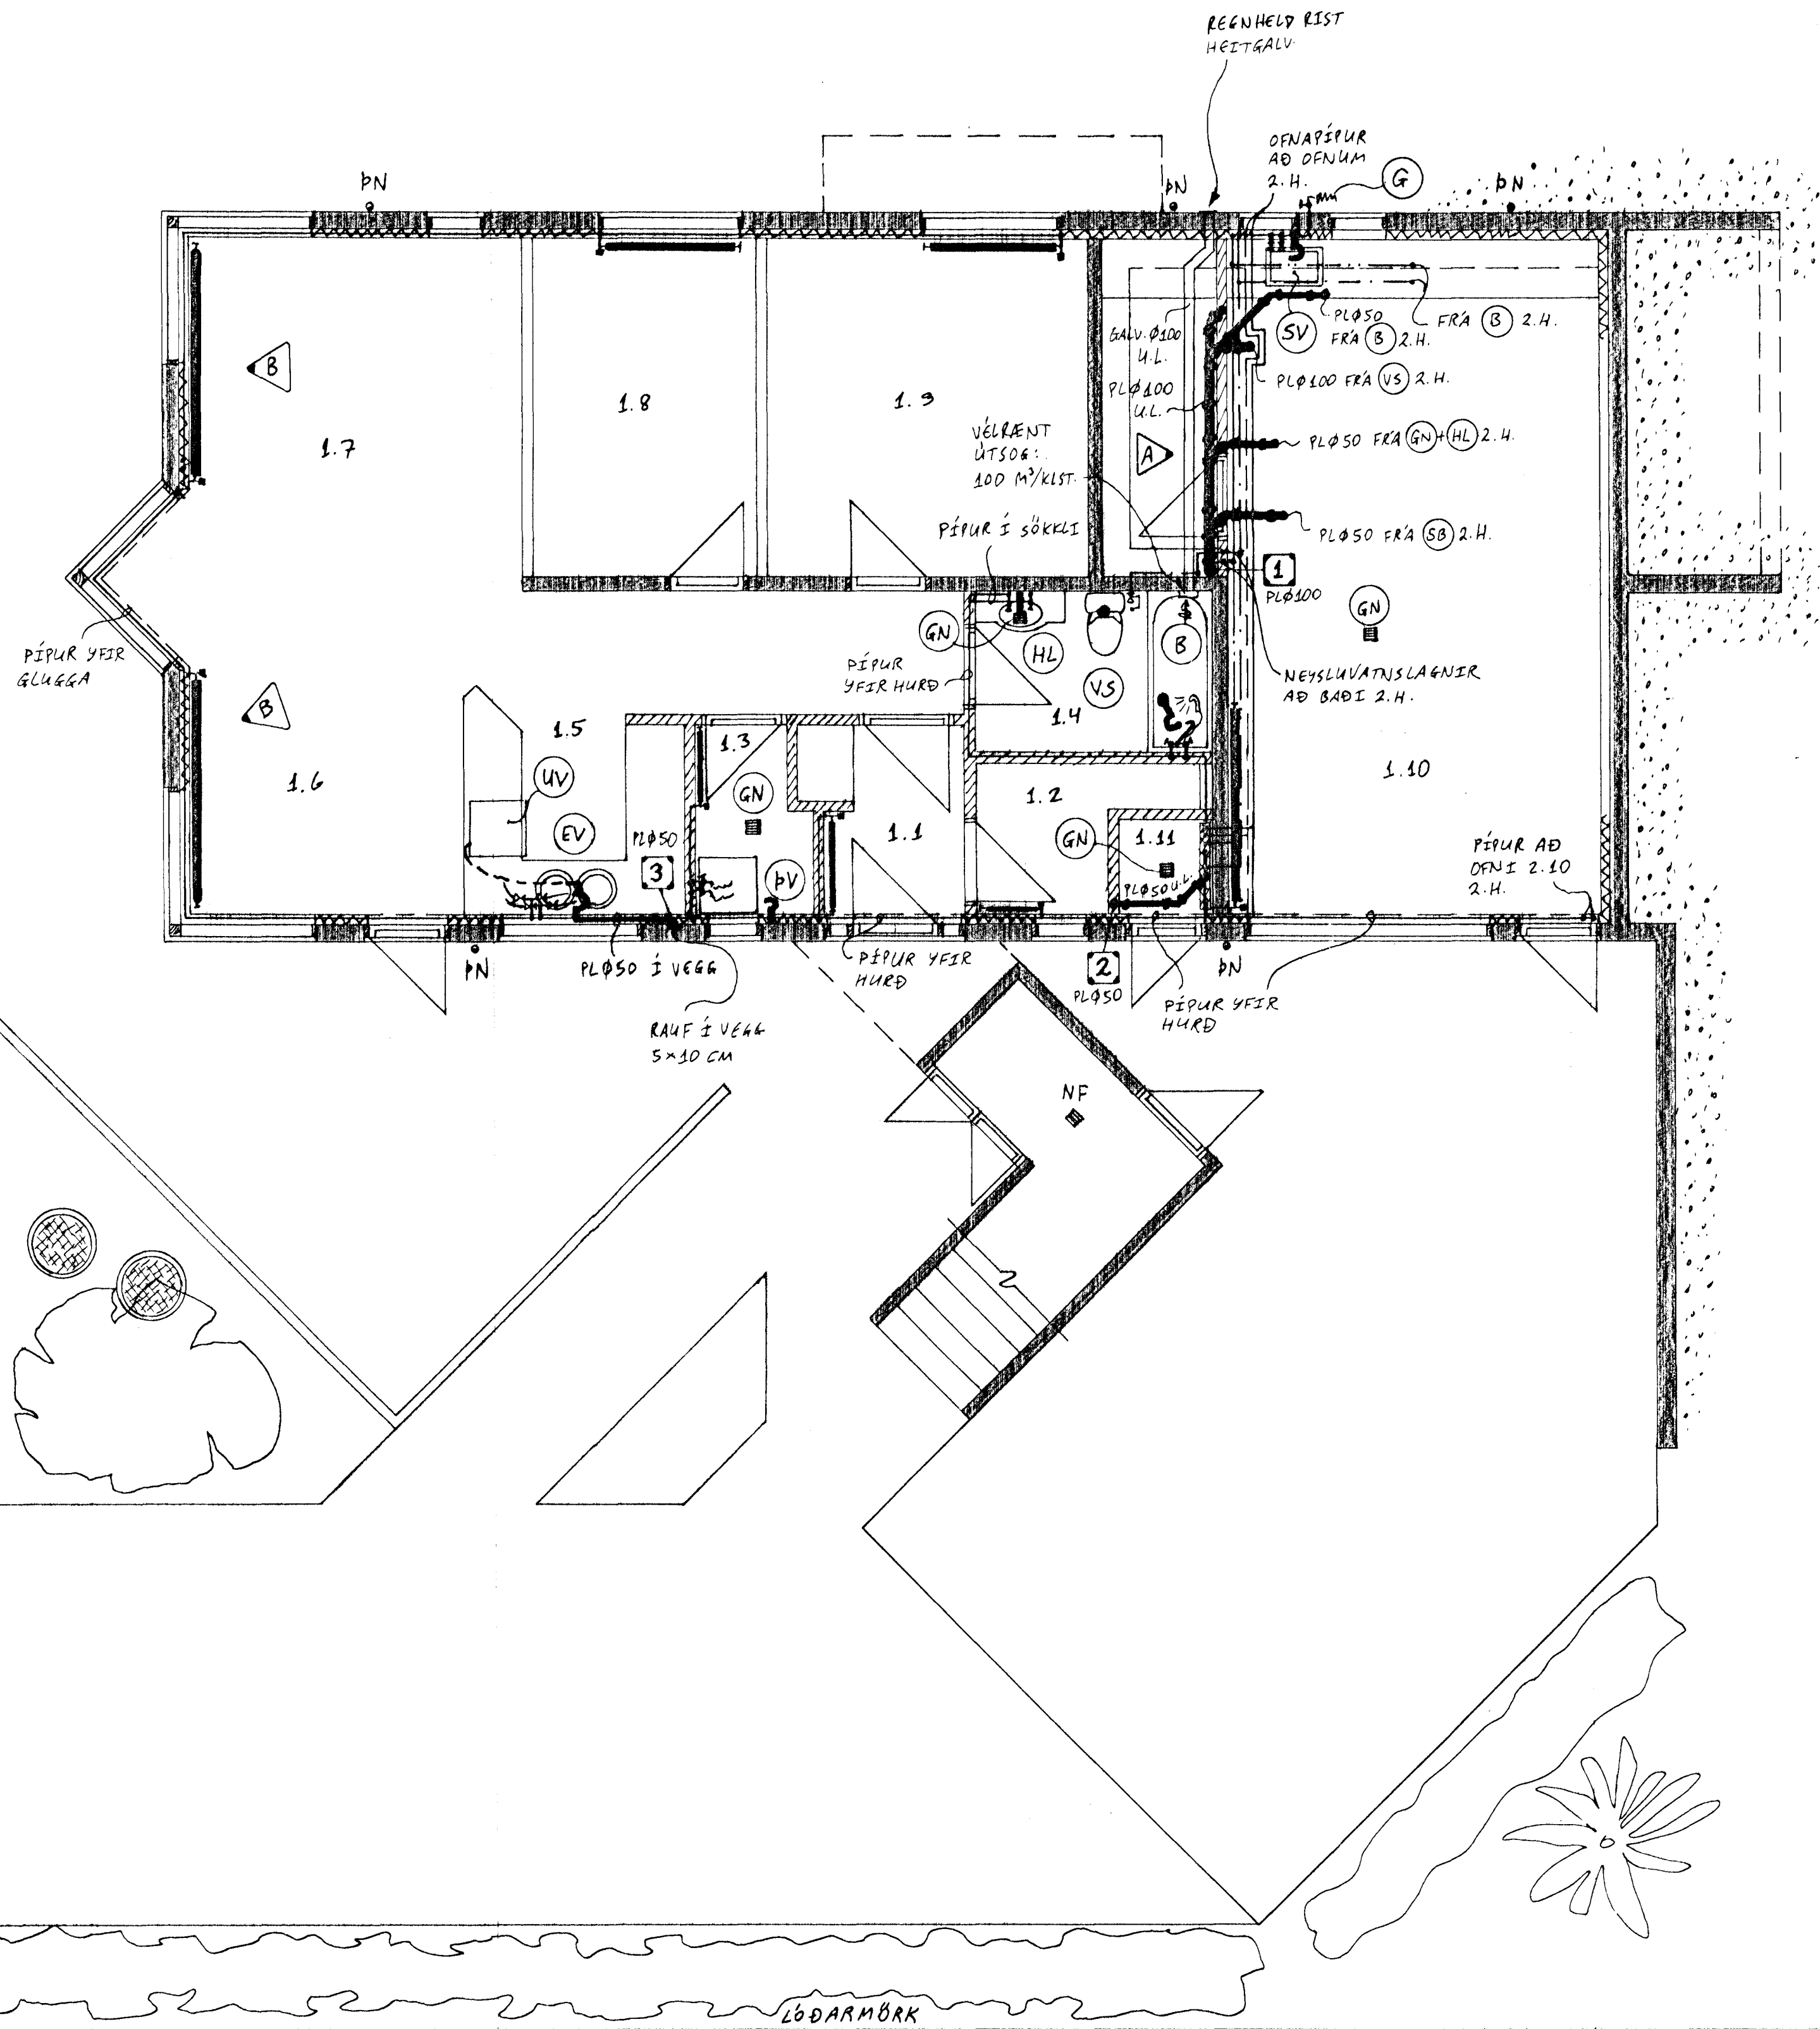 REGNHELD RIST
HEITGALV.
OFNAPÍPUR
AÐ OFNUM
2.H.
G
ÞN
ÞN
ÞN
SV
PLØ50
FRÁ B 2.H.
FRÁ B 2.H.
GALV. Ø100
U.L.
PLØ100
U.L.
PLØ100 FRÁ VS 2.H.
B
1.7
1.8
1.9
VÉLRÆNT
ÚTSOG:
100 M³/KLST.
A
PLØ50 FRÁ GN + HL 2.H.
PÍPUR Í SÖKKLI
PLØ50 FRÁ SB 2.H.
1
PLØ100
GN
GN
HL
VS
B
PÍPUR YFIR
GLUGGA
PÍPUR
YFIR HURÐ
NEYSLUVATNSLAGNIR
AÐ BAÐI 2.H.
B
1.5
1.3
1.4
1.6
UV
GN
1.2
1.10
EV
PLØ50
3
1.1
GN
1.11
PLØ50 U.L.
ÞV
PÍPUR AÐ
OFNI 2.10
2.H.
ÞN
PLØ50 Í VEGG
PÍPUR YFIR
HURÐ
2
PLØ50
ÞN
PÍPUR YFIR
HURÐ
RAUF Í VEGG
5×10 CM
NF
LÓÐARMÖRK